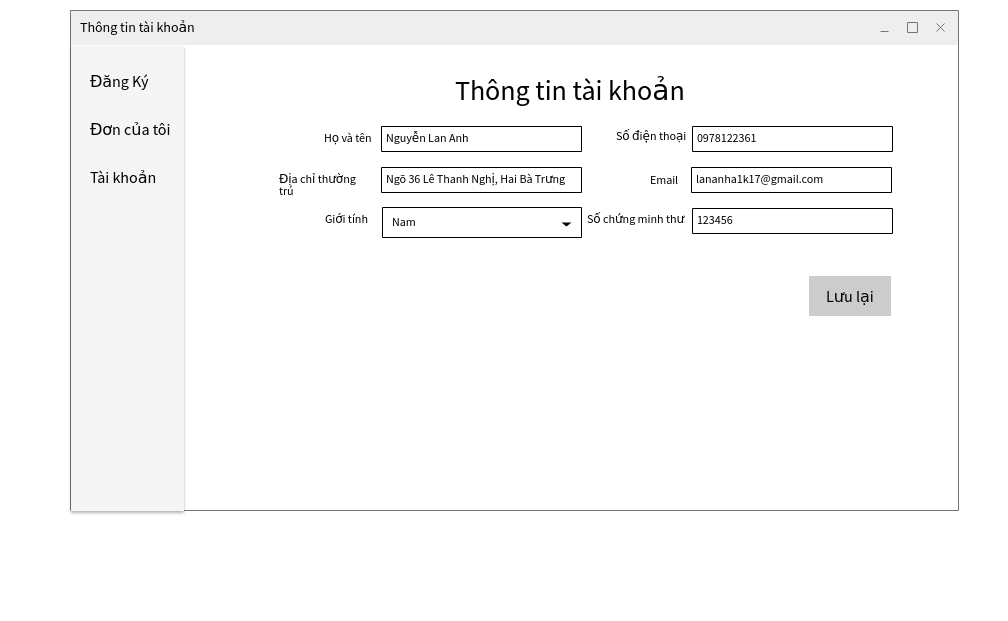 Thông tin tài khoản
Đăng Ký
Đơn của tôi
Tài khoản
Thông tin tài khoản
Họ và tên
Nguyễn Lan Anh
Số điện thoại
0978122361
Địa chỉ thường
trủ
Ngõ 36 Lê Thanh Nghị, Hai Bà Trưng
Email
lananha1k17@gmail.com
Giới tính
Nam
Số chứng minh thư
123456
Lưu lại